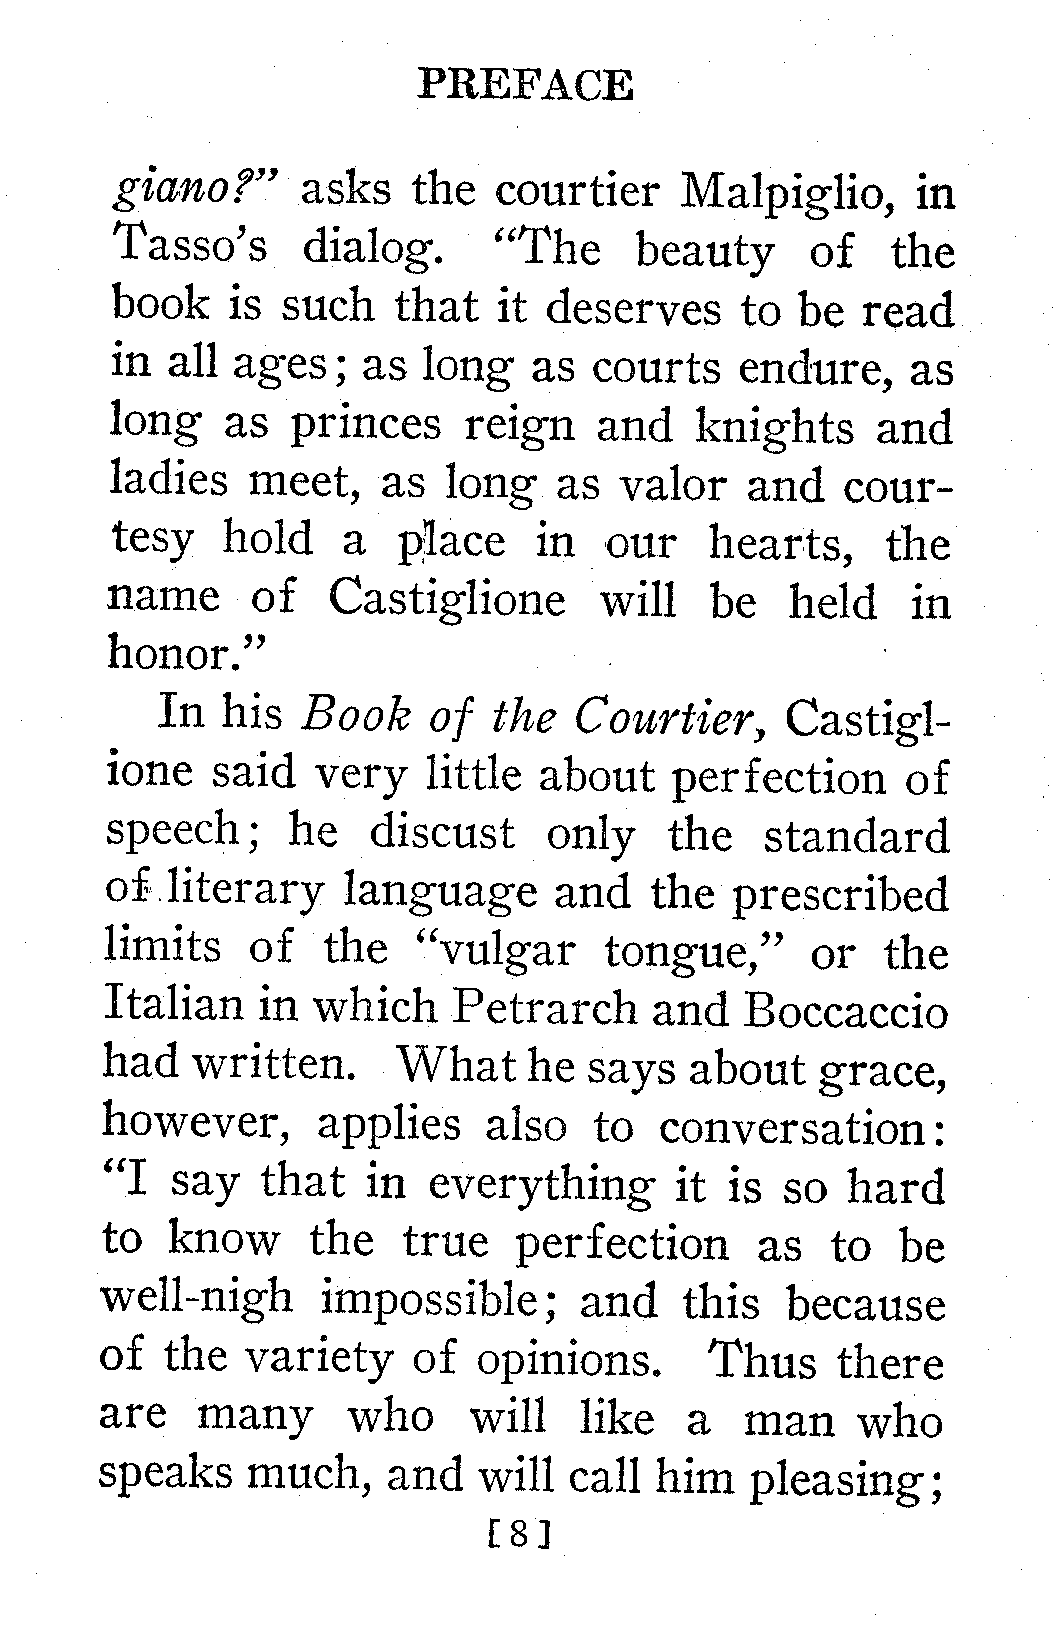 PREFACE
giano?" asks the courtier Malpiglio, in
Tasso's dialog. "The beauty of the
book is such that it deserves to be read
in all ages; as long as courts endure, as
long as princes reign and knights and
ladies meet, as long as valor and cour-
tesy hold a place in our hearts, the
name of Castiglione will be held in
honor."
In his Book of the Courtier, Castigl-
ione said very little about perfection of
speech; he discust only the standard
of literary language and the prescribed
limits of the "vulgar tongue," or the
Italian in which Petrarch and Boccaccio
had written. What he says about grace,
however, applies also to conversation:
"I say that in everything it is so hard
to know the true perfection as to be
well-nigh impossible; and this because
of the variety of opinions. Thus there
are many who will like a man who
speaks much, and will call him pleasing;
[8]